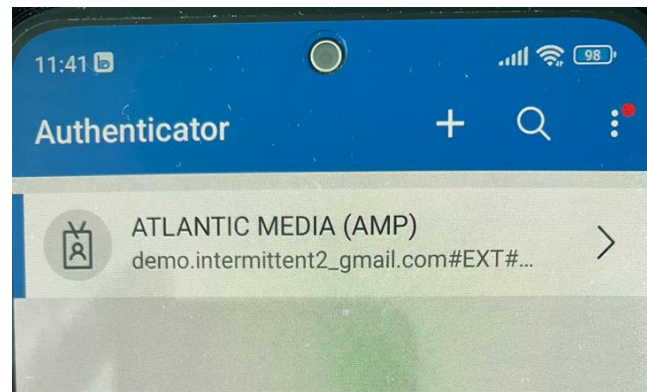 11:41
98
Authenticator
ATLANTIC MEDIA (AMP)
demo.intermittent2_gmail.com#EXT#...